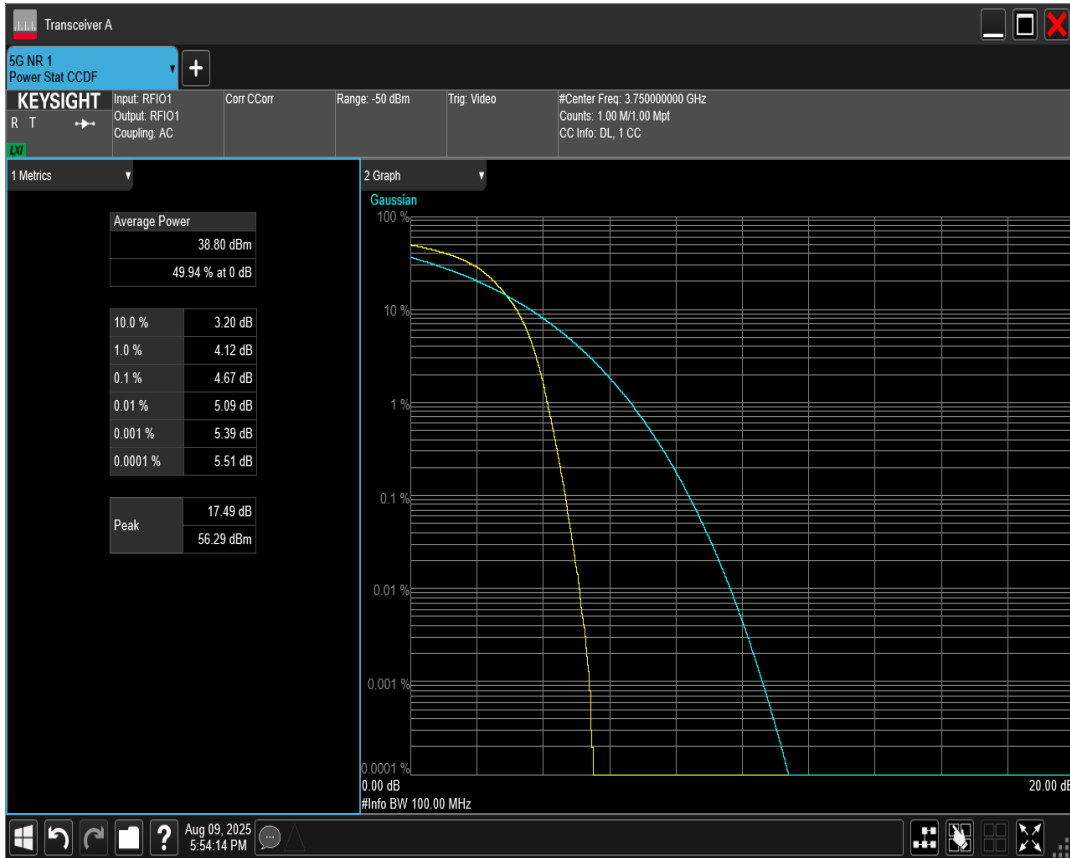 Transceiver A
5G NR 1
Power Stat CCDF
KEYSIGHT
R T
LXI
Input: RFIO1
Output: RFIO1
Coupling: AC
Corr CCorr
Range: -50 dBm
Trig: Video
#Center Freq: 3.750000000 GHz
Counts: 1.00 M/1.00 Mpt
CC Info: DL, 1 CC
1 Metrics
Average Power
38.80 dBm
49.94 % at 0 dB
10.0 % 3.20 dB
1.0 % 4.12 dB
0.1 % 4.67 dB
0.01 % 5.09 dB
0.001 % 5.39 dB
0.0001 % 5.51 dB
Peak
17.49 dB
56.29 dBm
2 Graph
Gaussian
100 %
10 %
1 %
0.1 %
0.01 %
0.001 %
0.0001 %
0.00 dB
20.00 dB
#Info BW 100.00 MHz
?
Aug 09, 2025
5:54:14 PM